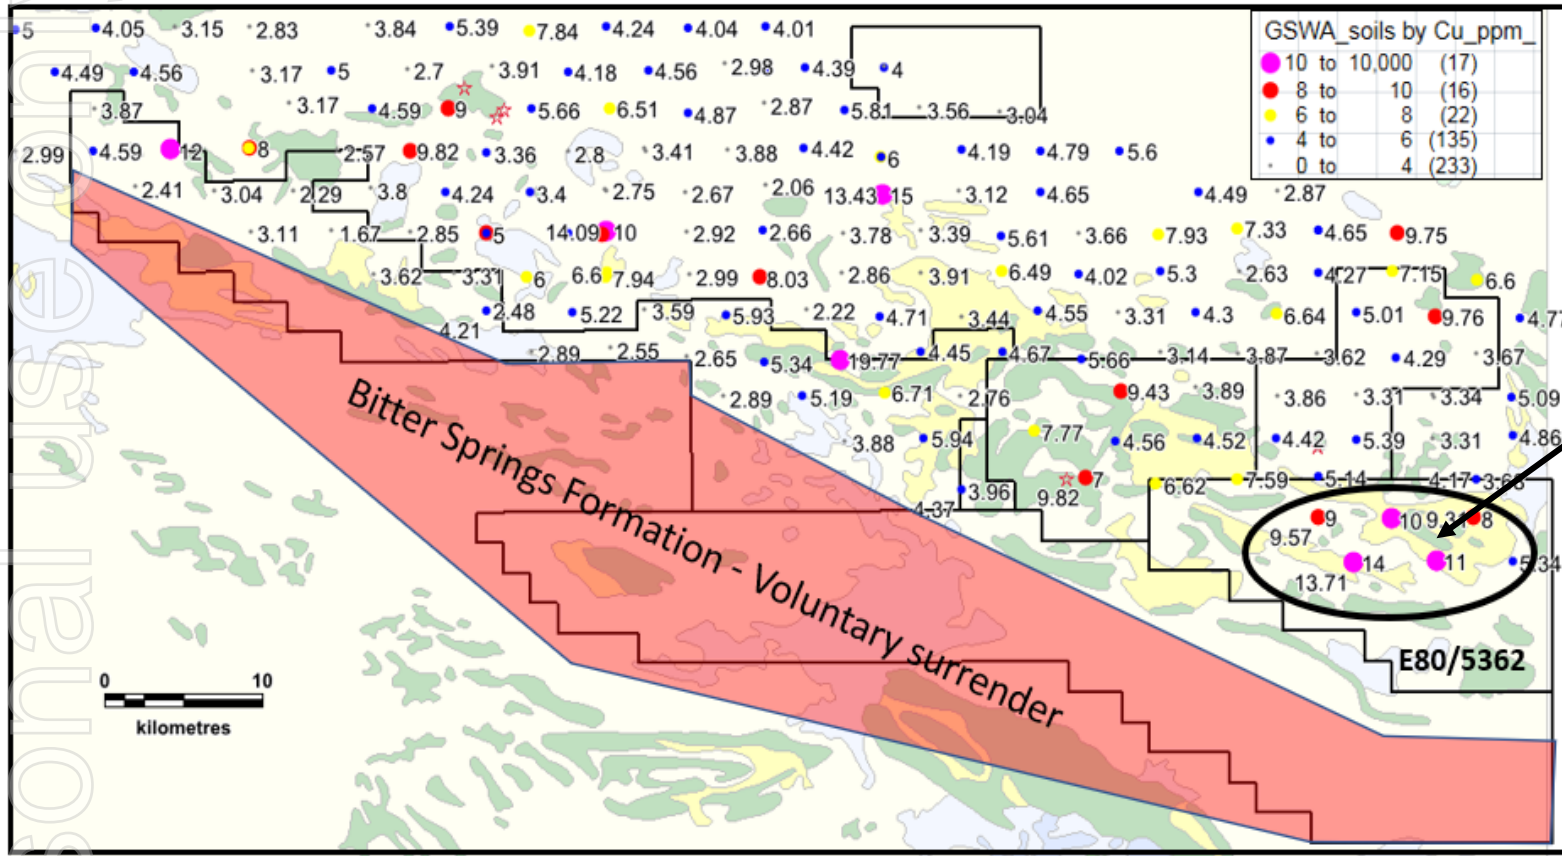 5 4.05 3.15 2.83 3.84 5.39 7.84 4.24 4.04 4.01
GSWA_soils by Cu_ppm_
10 to 10,000 (17)
8 to 10 (16)
6 to 8 (22)
4 to 6 (135)
0 to 4 (233)
4.49 4.56 3.17 5 2.7 3.91 4.18 4.56 2.98 4.39 4
3.87 3.17 4.59 9 5.66 6.51 4.87 2.87 5.81 3.56 3.04
2.99 4.59 12 8 2.57 9.82 3.36 2.8 3.41 3.88 4.42 6 4.19 4.79 5.6
2.41 3.04 2.29 3.8 4.24 3.4 2.75 2.67 2.06 13.43 15 3.12 4.65 4.49 2.87
3.11 1.67 2.85 5 14.09 10 2.92 2.66 3.78 3.39 5.61 3.66 7.93 7.33 4.65 9.75
3.62 3.31 6 6.6 7.94 2.99 8.03 2.86 3.91 6.49 4.02 5.3 2.63 4.27 7.15 6.6
4.21 2.48 5.22 3.59 5.93 2.22 4.71 3.44 4.55 3.31 4.3 6.64 5.01 9.76 4.77
2.89 2.55 2.65 5.34 19.77 4.45 4.67 5.66 3.14 3.87 3.62 4.29 3.67
2.89 5.19 6.71 2.76 9.43 3.89 3.86 3.31 3.34 5.09
3.88 5.94 7.77 4.56 4.52 4.42 5.39 3.31 4.86
4.37 3.96 9.82 7 6.62 7.59 5.14 4.17 3.68
9 10 9.31 8
9.57
14 11 5.34
13.71
Bitter Springs Formation - Voluntary surrender
E80/5362
0 10
kilometres
sonal use onl